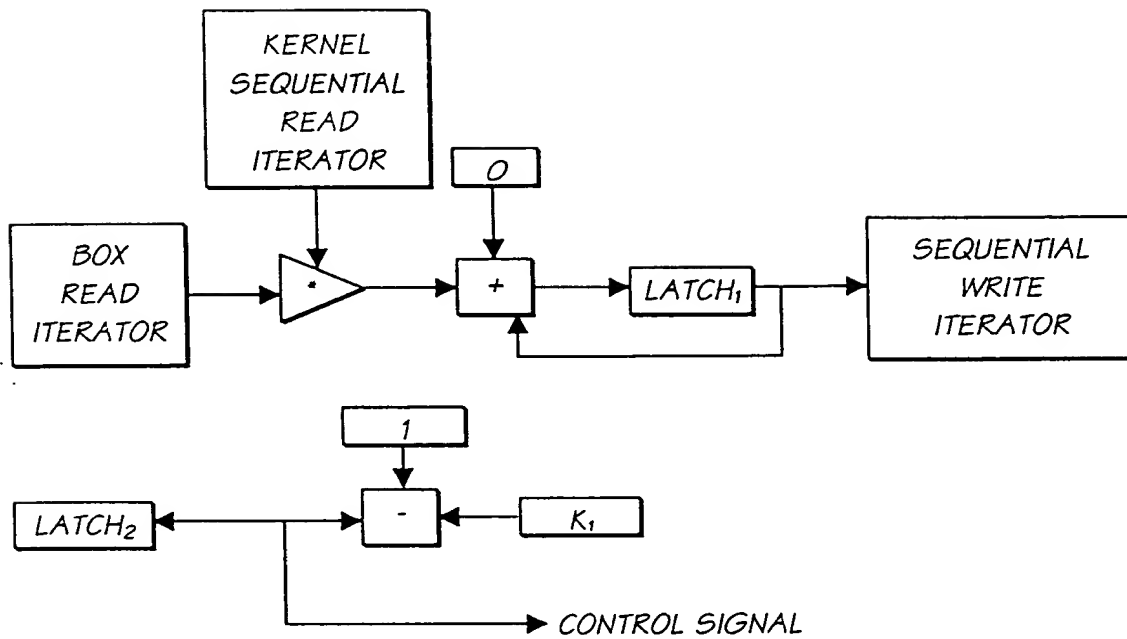 KERNEL
SEQUENTIAL
READ
ITERATOR
0
BOX
READ
ITERATOR
*
+
LATCH₁
SEQUENTIAL
WRITE
ITERATOR
1
LATCH₂
-
K₁
CONTROL SIGNAL